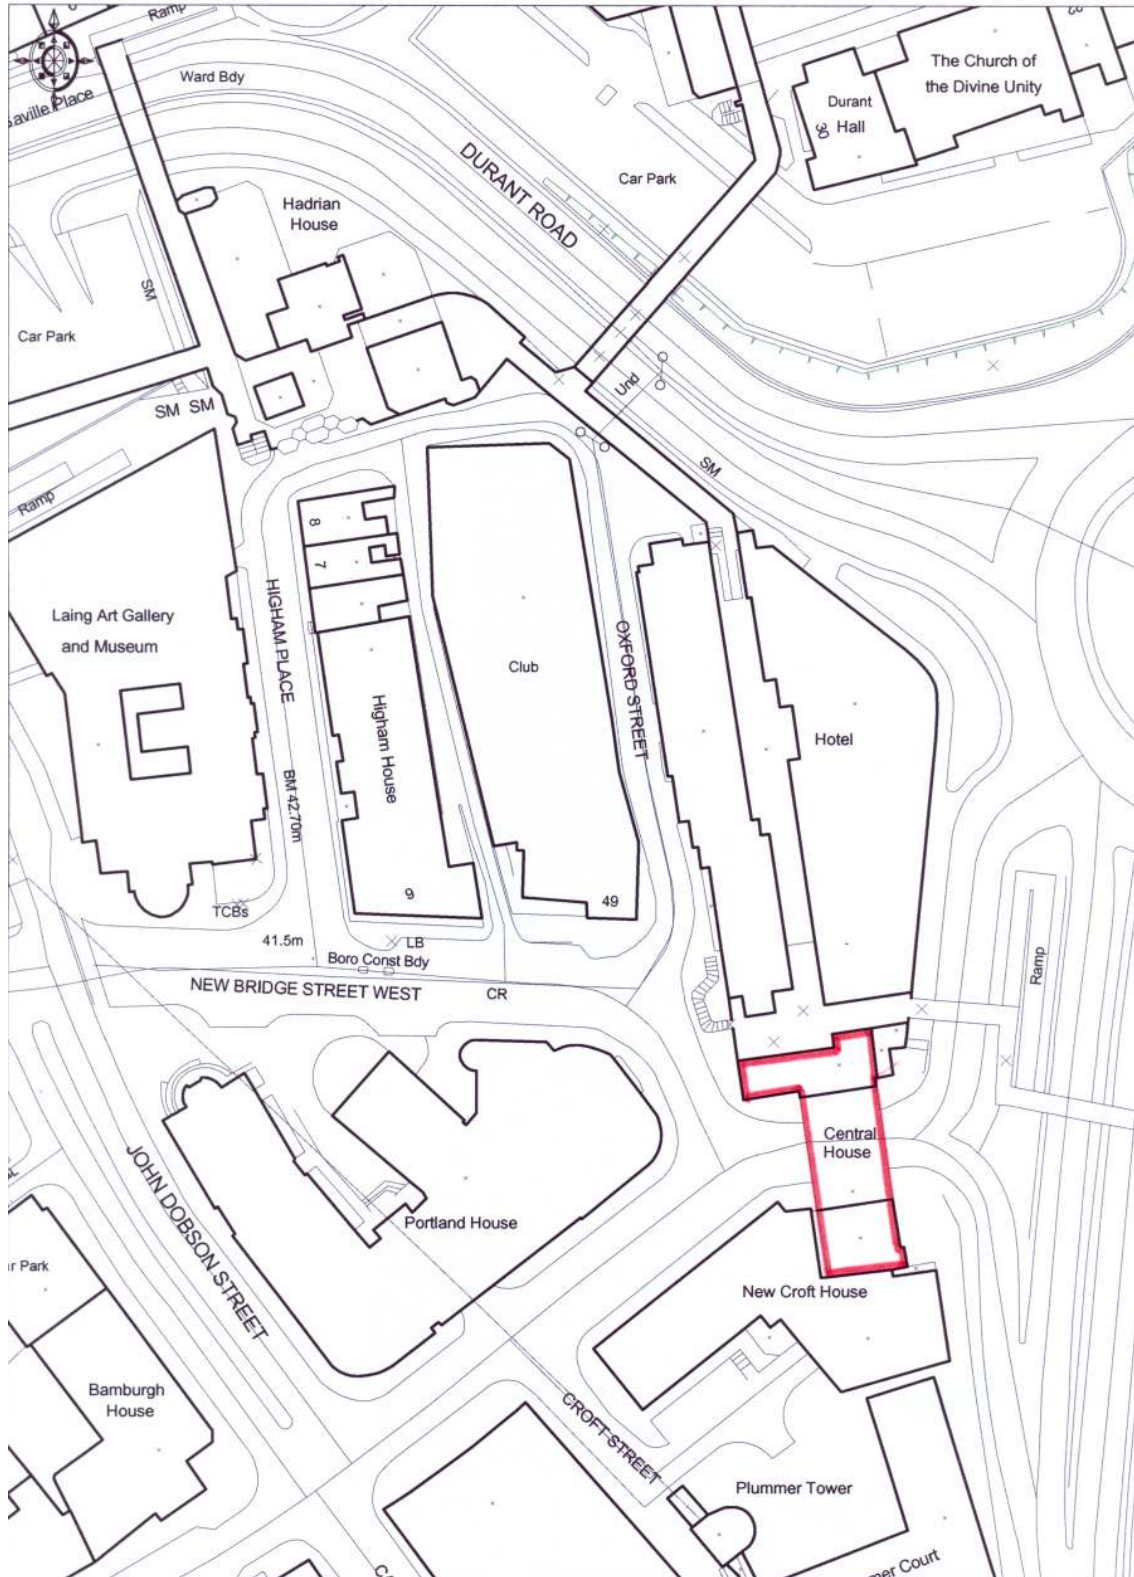 Ramp
Ward Bdy
Saville Place
The Church of
the Divine Unity
Durant
Hall
30
DURANT ROAD
Car Park
Hadrian
House
SM
Car Park
Und
SM SM
SM
Ramp
8
7
HIGHAM PLACE
Laing Art Gallery
and Museum
OXFORD STREET
Club
Higham House
Hotel
BM 42.70m
9
49
TCBs
41.5m
LB
Boro Const Bdy
NEW BRIDGE STREET WEST
CR
Ramp
Central
House
JOHN DOBSON STREET
Portland House
r Park
New Croft House
Bamburgh
House
CROFT STREET
Plummer Tower
mer Court